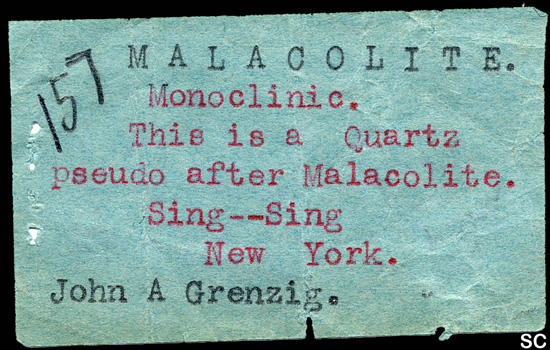 157
MALACOLITE.
Monoclinic.
This is a Quartz
pseudo after Malacolite.
Sing--Sing
New York.
John A Grenzig.
SC